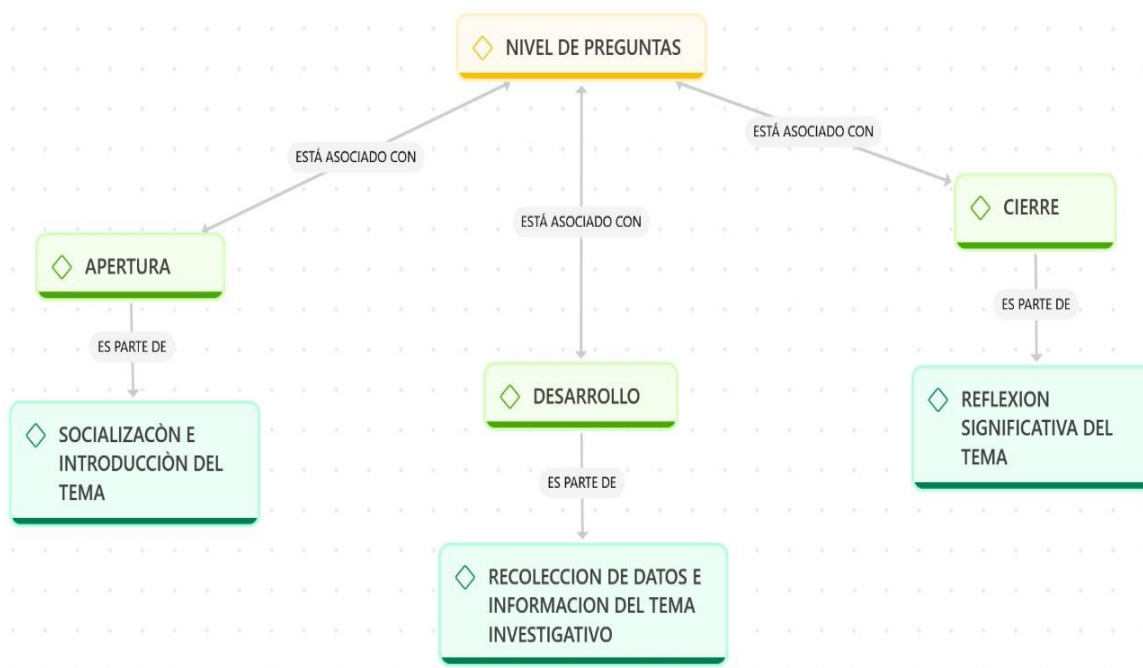 NIVEL DE PREGUNTAS
ESTÁ ASOCIADO CON
ESTÁ ASOCIADO CON
ESTÁ ASOCIADO CON
CIERRE
APERTURA
ES PARTE DE
ES PARTE DE
DESARROLLO
REFLEXION
SIGNIFICATIVA DEL
TEMA
SOCIALIZACÒN E
INTRODUCCIÒN DEL
TEMA
ES PARTE DE
RECOLECCION DE DATOS E
INFORMACION DEL TEMA
INVESTIGATIVO